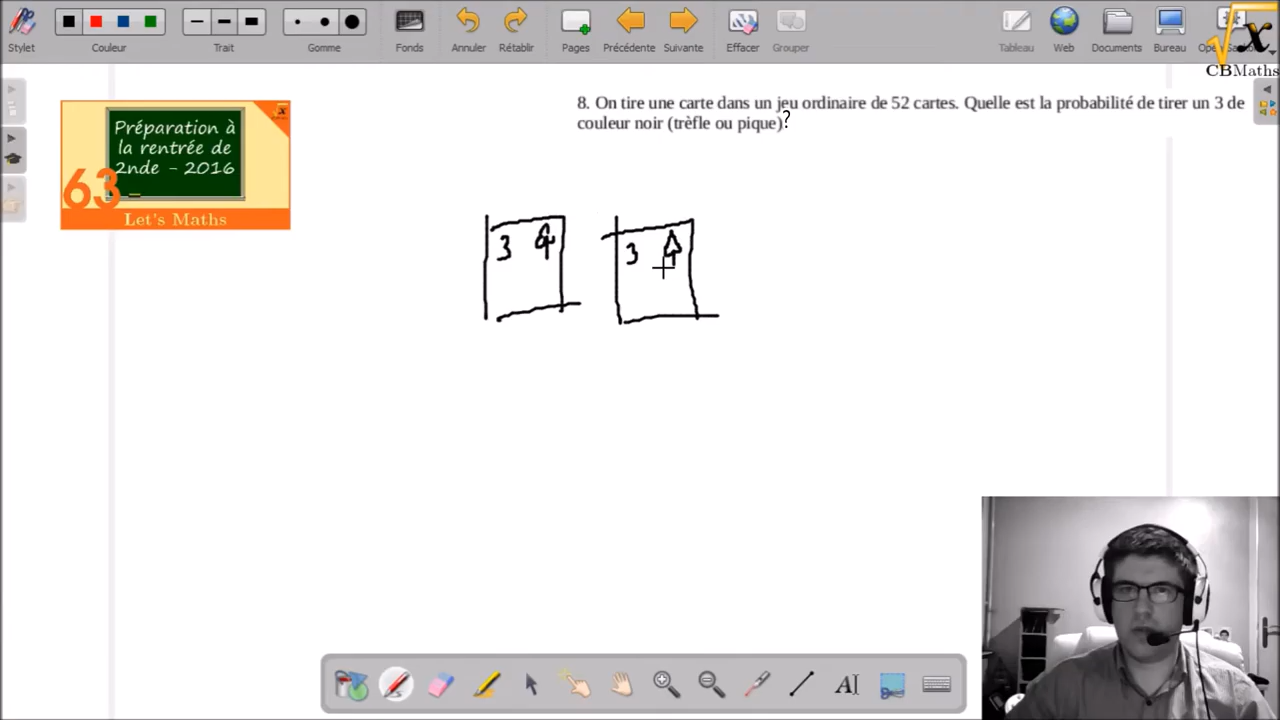 Stylet
Couleur
Trait
Gomme
Fonds
Annuler
Rétablir
Pages
Précédente
Suivante
Effacer
Grouper
Tableau
Web
Documents
Bureau
CBMaths
Préparation à
la rentrée de
2nde - 2016
63 -
Let's Maths
8. On tire une carte dans un jeu ordinaire de 52 cartes. Quelle est la probabilité de tirer un 3 de
couleur noir (trèfle ou pique)?
3
3